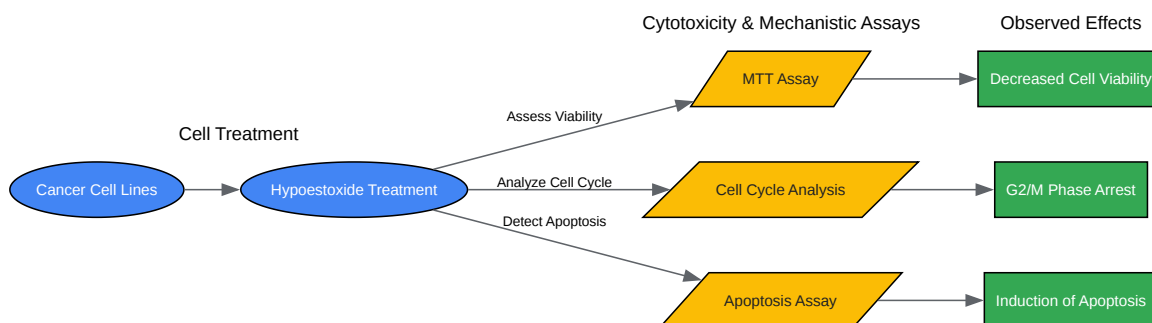 Cytotoxicity & Mechanistic Assays
Observed Effects
MTT Assay
Decreased Cell Viability
Assess Viability
Cell Treatment
Cancer Cell Lines
Hypoestoxide Treatment
Analyze Cell Cycle
Cell Cycle Analysis
G2/M Phase Arrest
Detect Apoptosis
Apoptosis Assay
Induction of Apoptosis